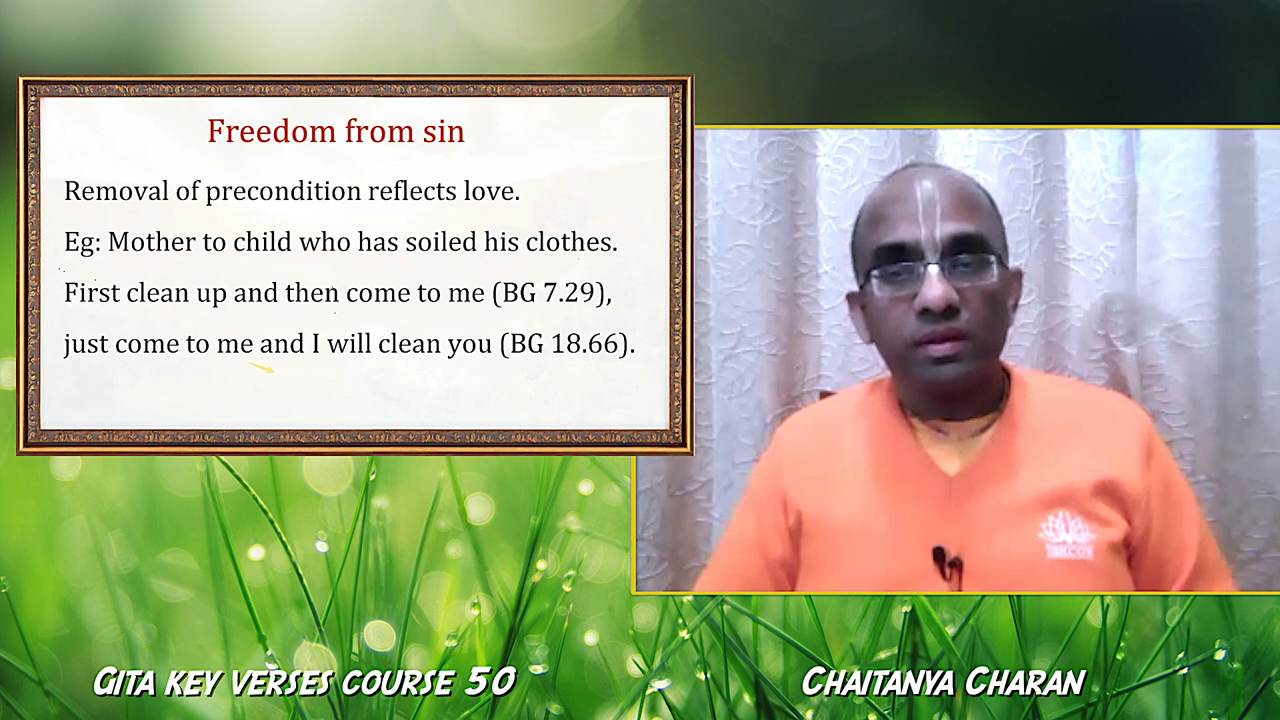 Freedom from sin
Removal of precondition reflects love.
Eg: Mother to child who has soiled his clothes.
First clean up and then come to me (BG 7.29),
just come to me and I will clean you (BG 18.66).
GITA KEY VERSES COURSE 50
CHAITANYA CHARAN